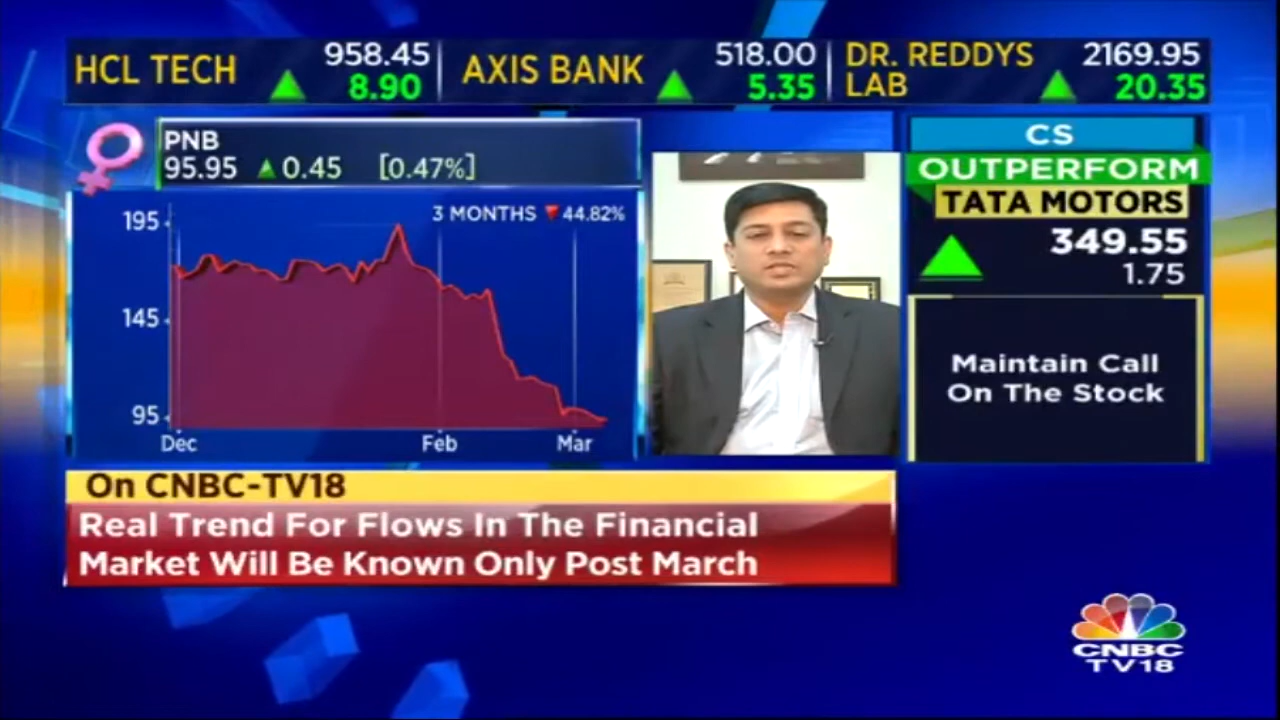 HCL TECH
958.45
8.90
AXIS BANK
518.00
5.35
DR. REDDYS
LAB
2169.95
20.35
PNB
95.95 0.45 [0.47%]
3 MONTHS 44.82%
195
145
95
Dec Feb Mar
CS
OUTPERFORM
TATA MOTORS
349.55
1.75
Maintain Call
On The Stock
On CNBC-TV18
Real Trend For Flows In The Financial
Market Will Be Known Only Post March
CNBC
TV18